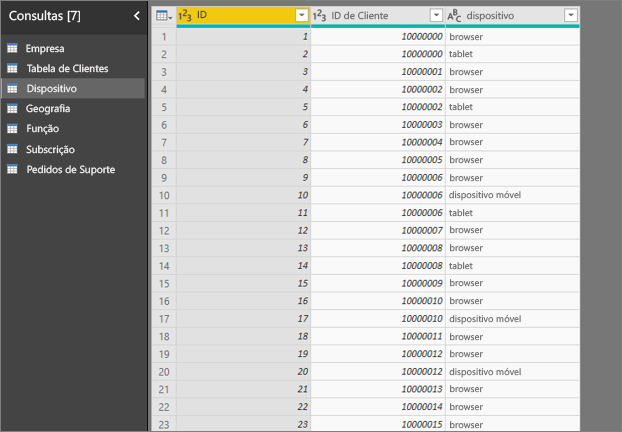 Consultas [7]
Empresa
Tabela de Clientes
Dispositivo
Geografia
Função
Subscrição
Pedidos de Suporte
1²3 ID 1²3 ID de Cliente ABC dispositivo
1 1 10000000 browser
2 2 10000000 tablet
3 3 10000001 browser
4 4 10000002 browser
5 5 10000002 tablet
6 6 10000003 browser
7 7 10000004 browser
8 8 10000005 browser
9 9 10000006 browser
10 10 10000006 dispositivo móvel
11 11 10000006 tablet
12 12 10000007 browser
13 13 10000008 browser
14 14 10000008 tablet
15 15 10000009 browser
16 16 10000010 browser
17 17 10000010 dispositivo móvel
18 18 10000011 browser
19 19 10000012 browser
20 20 10000012 dispositivo móvel
21 21 10000013 browser
22 22 10000014 browser
23 23 10000015 browser